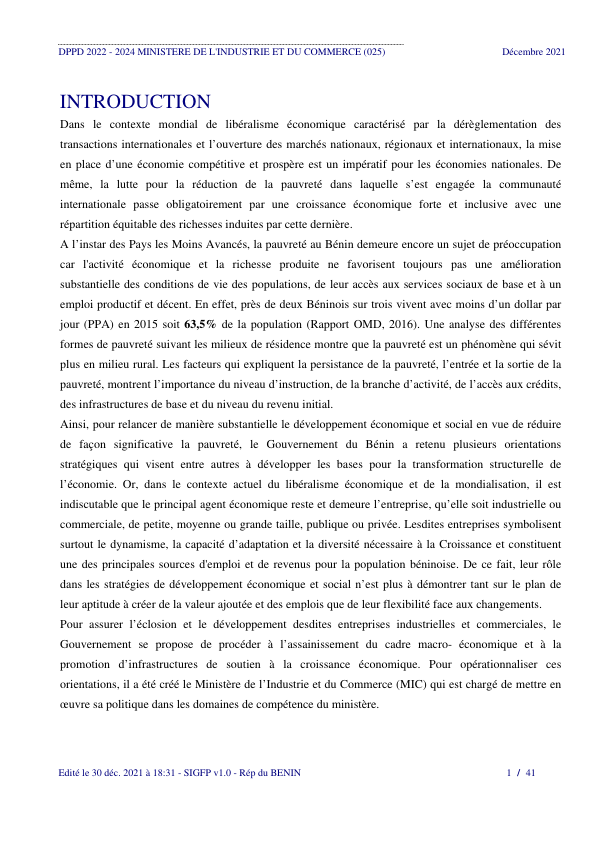 DPPD 2022 - 2024 MINISTERE DE L'INDUSTRIE ET DU COMMERCE (025) Décembre 2021
INTRODUCTION
Dans le contexte mondial de libéralisme économique caractérisé par la dérèglementation des
transactions internationales et l’ouverture des marchés nationaux, régionaux et internationaux, la mise
en place d’une économie compétitive et prospère est un impératif pour les économies nationales. De
même, la lutte pour la réduction de la pauvreté dans laquelle s’est engagée la communauté
internationale passe obligatoirement par une croissance économique forte et inclusive avec une
répartition équitable des richesses induites par cette dernière.
A l’instar des Pays les Moins Avancés, la pauvreté au Bénin demeure encore un sujet de préoccupation
car l'activité économique et la richesse produite ne favorisent toujours pas une amélioration
substantielle des conditions de vie des populations, de leur accès aux services sociaux de base et à un
emploi productif et décent. En effet, près de deux Béninois sur trois vivent avec moins d’un dollar par
jour (PPA) en 2015 soit 63,5% de la population (Rapport OMD, 2016). Une analyse des différentes
formes de pauvreté suivant les milieux de résidence montre que la pauvreté est un phénomène qui sévit
plus en milieu rural. Les facteurs qui expliquent la persistance de la pauvreté, l’entrée et la sortie de la
pauvreté, montrent l’importance du niveau d’instruction, de la branche d’activité, de l’accès aux crédits,
des infrastructures de base et du niveau du revenu initial.
Ainsi, pour relancer de manière substantielle le développement économique et social en vue de réduire
de façon significative la pauvreté, le Gouvernement du Bénin a retenu plusieurs orientations
stratégiques qui visent entre autres à développer les bases pour la transformation structurelle de
l’économie. Or, dans le contexte actuel du libéralisme économique et de la mondialisation, il est
indiscutable que le principal agent économique reste et demeure l’entreprise, qu’elle soit industrielle ou
commerciale, de petite, moyenne ou grande taille, publique ou privée. Lesdites entreprises symbolisent
surtout le dynamisme, la capacité d’adaptation et la diversité nécessaire à la Croissance et constituent
une des principales sources d'emploi et de revenus pour la population béninoise. De ce fait, leur rôle
dans les stratégies de développement économique et social n’est plus à démontrer tant sur le plan de
leur aptitude à créer de la valeur ajoutée et des emplois que de leur flexibilité face aux changements.
Pour assurer l’éclosion et le développement desdites entreprises industrielles et commerciales, le
Gouvernement se propose de procéder à l’assainissement du cadre macro- économique et à la
promotion d’infrastructures de soutien à la croissance économique. Pour opérationnaliser ces
orientations, il a été créé le Ministère de l’Industrie et du Commerce (MIC) qui est chargé de mettre en
œuvre sa politique dans les domaines de compétence du ministère.
Edité le 30 déc. 2021 à 18:31 - SIGFP v1.0 - Rép du BENIN 1 / 41